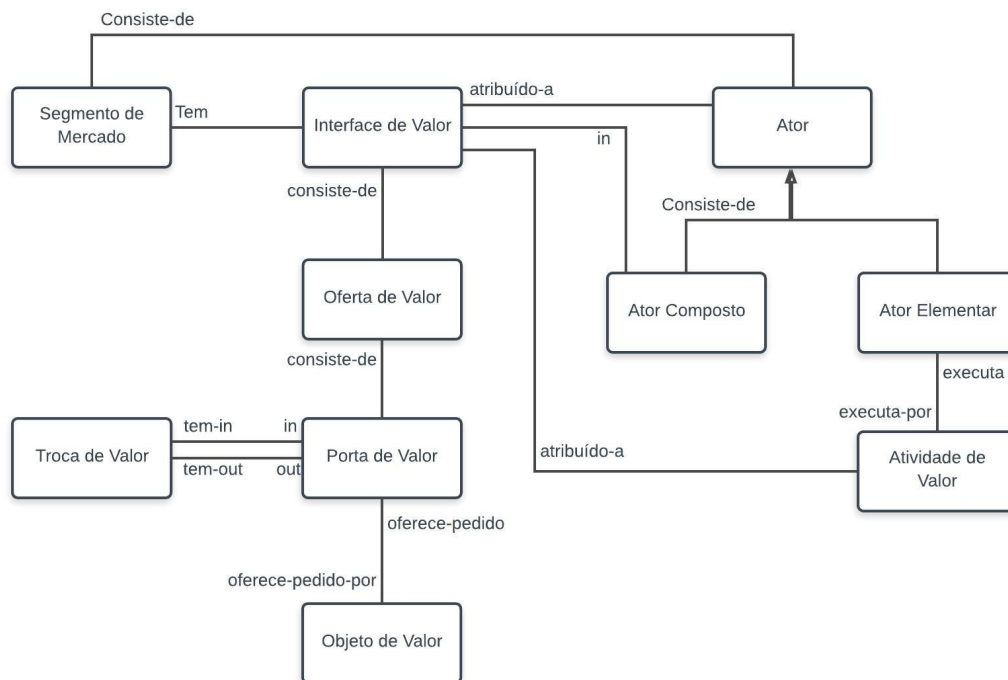 Consiste-de
Segmento de
Mercado
Tem
Interface de Valor
atribuído-a
in
Ator
consiste-de
Consiste-de
Oferta de Valor
Ator Composto
Ator Elementar
consiste-de
executa
executa-por
Troca de Valor
tem-in
in
tem-out
out
Porta de Valor
atribuído-a
Atividade de
Valor
oferece-pedido
oferece-pedido-por
Objeto de Valor